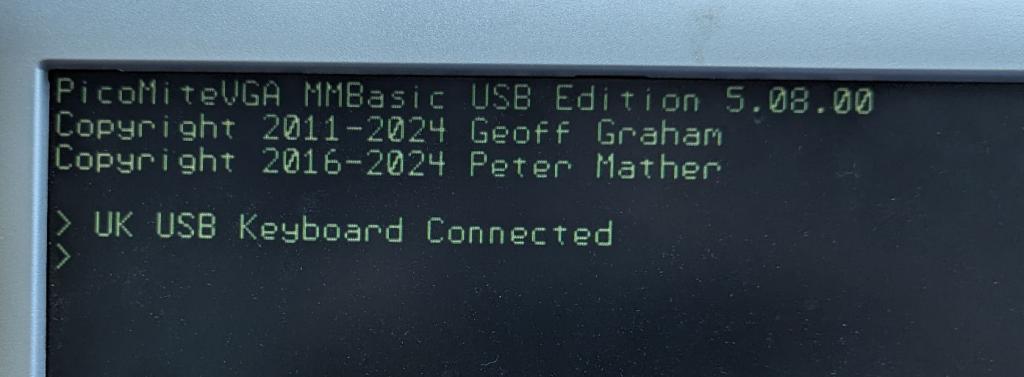 PicoMiteVGA MMBasic USB Edition 5.08.00
Copyright 2011-2024 Geoff Graham
Copyright 2016-2024 Peter Mather
> UK USB Keyboard Connected
>